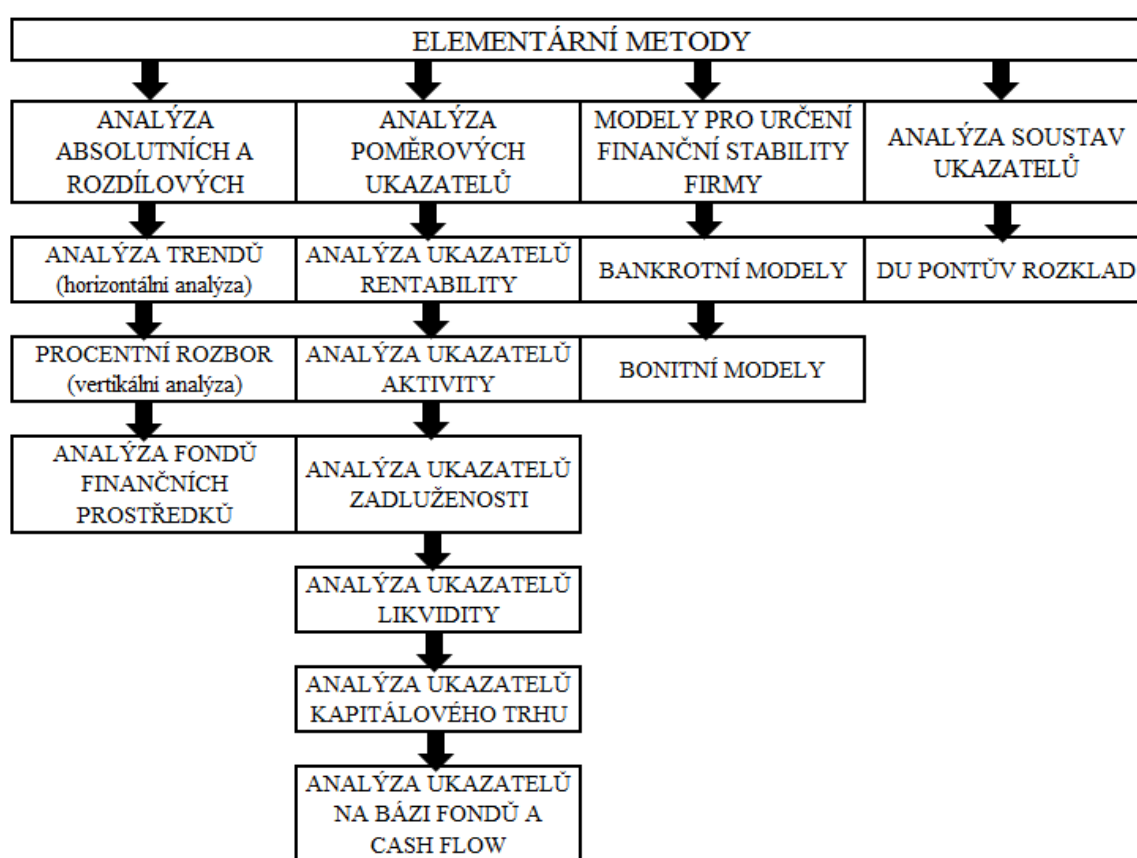 ELEMENTÁRNÍ METODY
ANALÝZA
ABSOLUTNÍCH A
ROZDÍLOVÝCH
ANALÝZA
POMĚROVÝCH
UKAZATELŮ
MODELY PRO URČENÍ
FINANČNÍ STABILITY
FIRMY
ANALÝZA SOUSTAV
UKAZATELŮ
ANALÝZA TRENDŮ
(horizontálni analýza)
ANALÝZA UKAZATELŮ
RENTABILITY
BANKROTNÍ MODELY
DU PONTŮV ROZKLAD
PROCENTNÍ ROZBOR
(vertikálni analýza)
ANALÝZA UKAZATELŮ
AKTIVITY
BONITNÍ MODELY
ANALÝZA FONDŮ
FINANČNÍCH
PROSTŘEDKŮ
ANALÝZA UKAZATELŮ
ZADLUŽENOSTI
ANALÝZA UKAZATELŮ
LIKVIDITY
ANALÝZA UKAZATELŮ
KAPITÁLOVÉHO TRHU
ANALÝZA UKAZATELŮ
NA BÁZI FONDŮ A
CASH FLOW